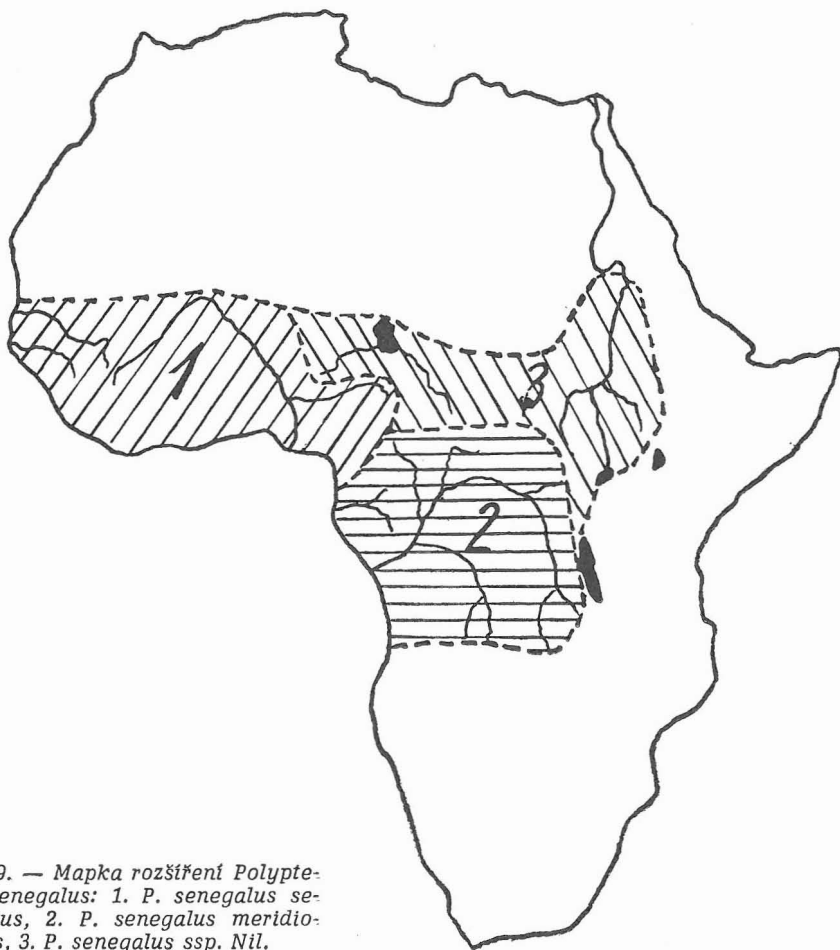 1
3
2
9. — Mapka rozšíření Polypte-
enegalus: 1. P. senegalus se-
us, 2. P. senegalus meridio-
s, 3. P. senegalus ssp. Nil.